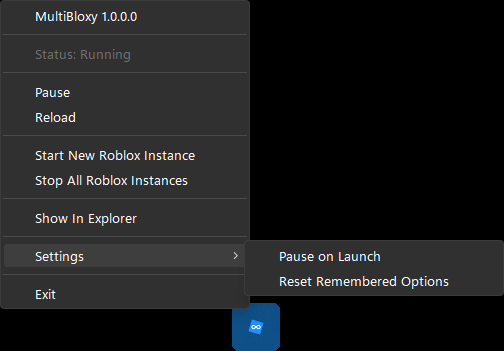 MultiBloxy 1.0.0.0
Status: Running
Pause
Reload
Start New Roblox Instance
Stop All Roblox Instances
Show In Explorer
Settings
Pause on Launch
Reset Remembered Options
Exit